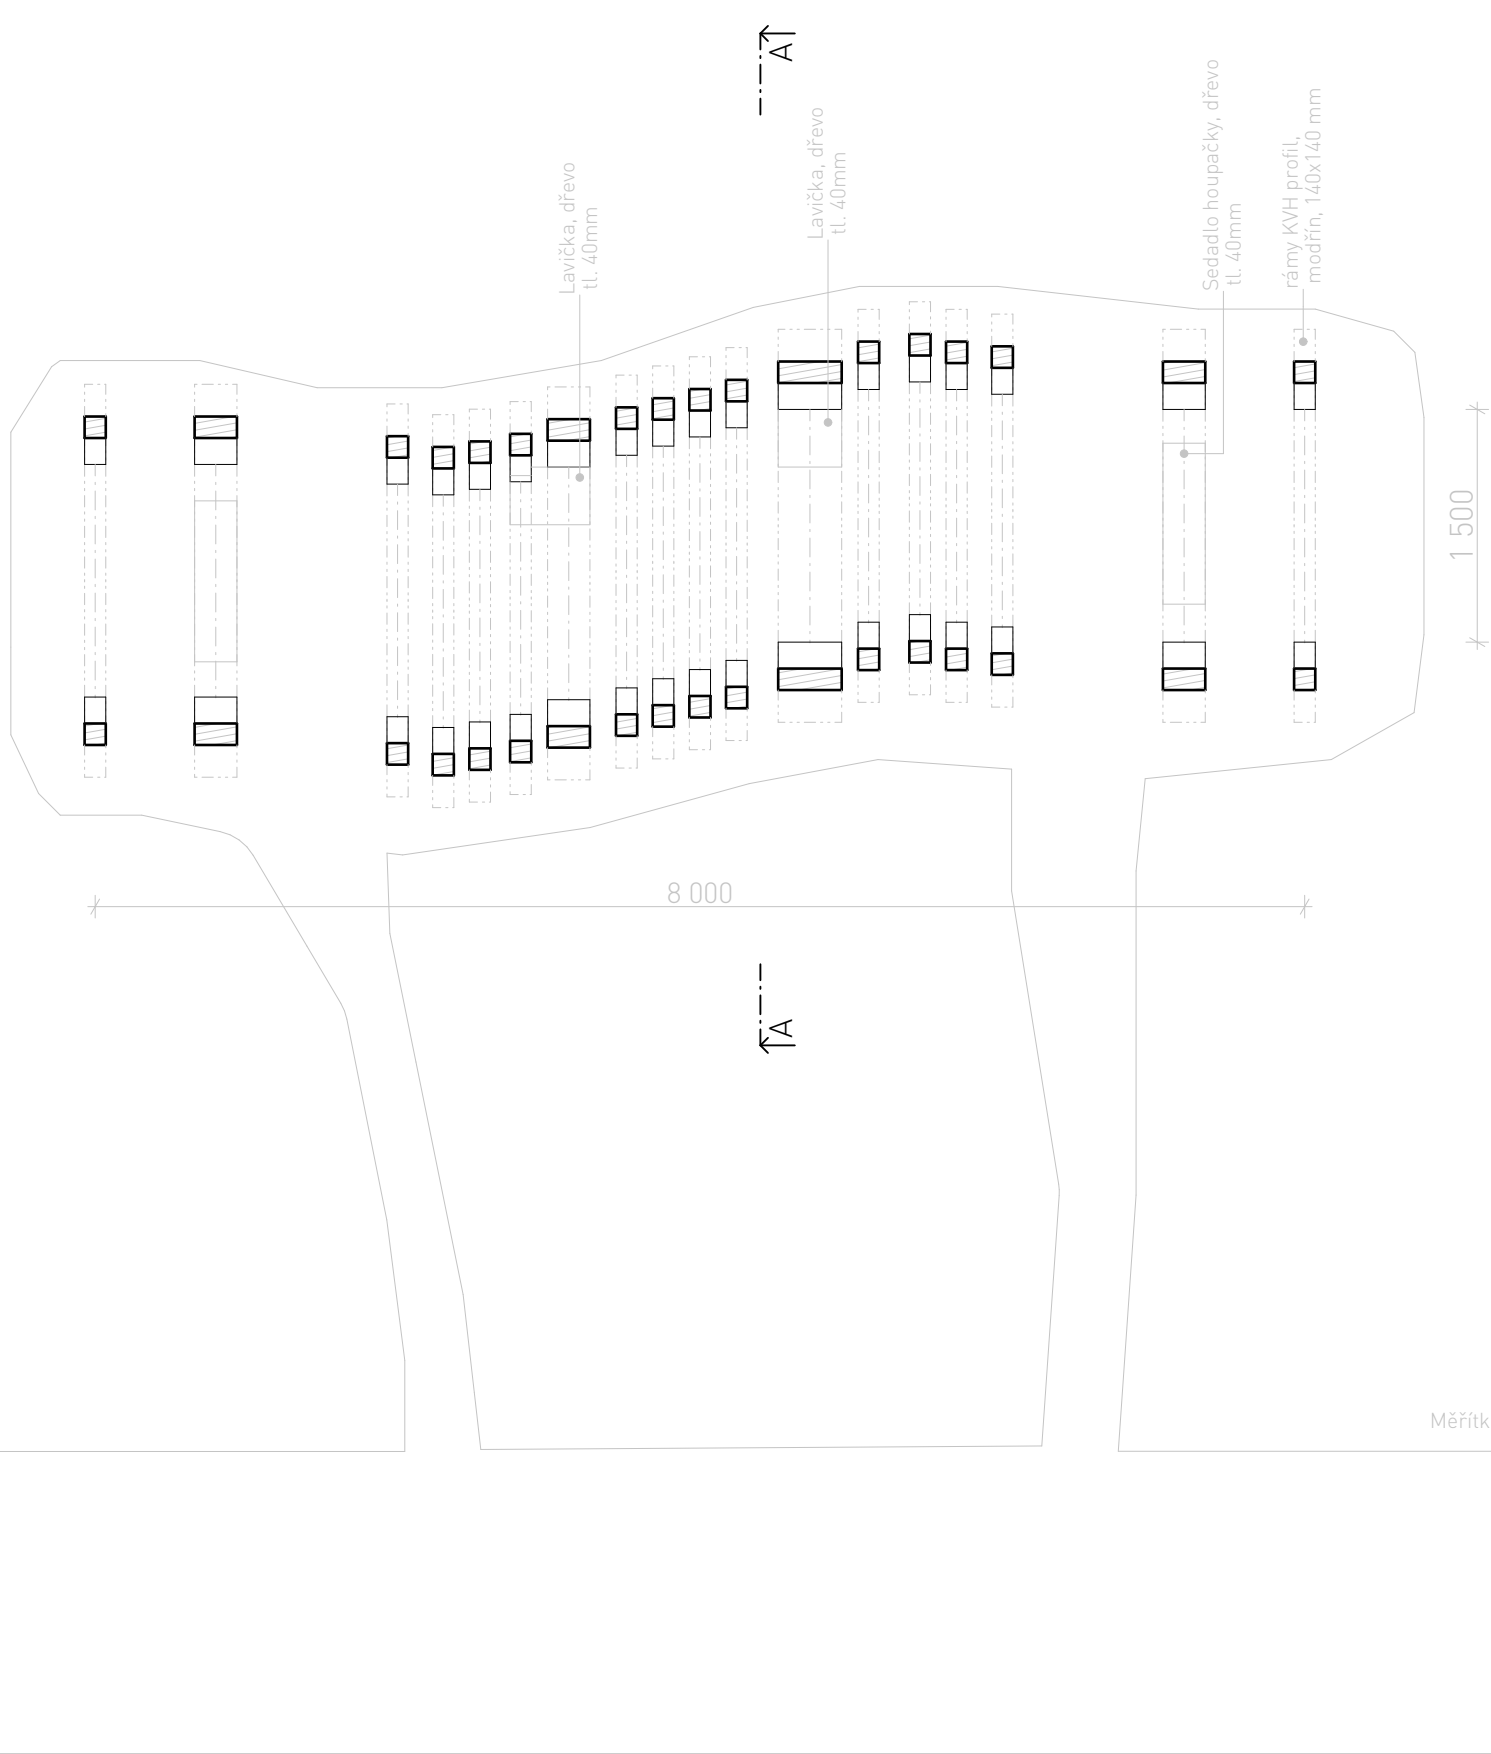 A
Lavička, dřevo
tl. 40mm
Lavička, dřevo
tl. 40mm
Sedadlo houpačky, dřevo
tl. 40mm
rámy KVH profil,
modřín, 140x140 mm
1 500
8 000
A
Měřítk